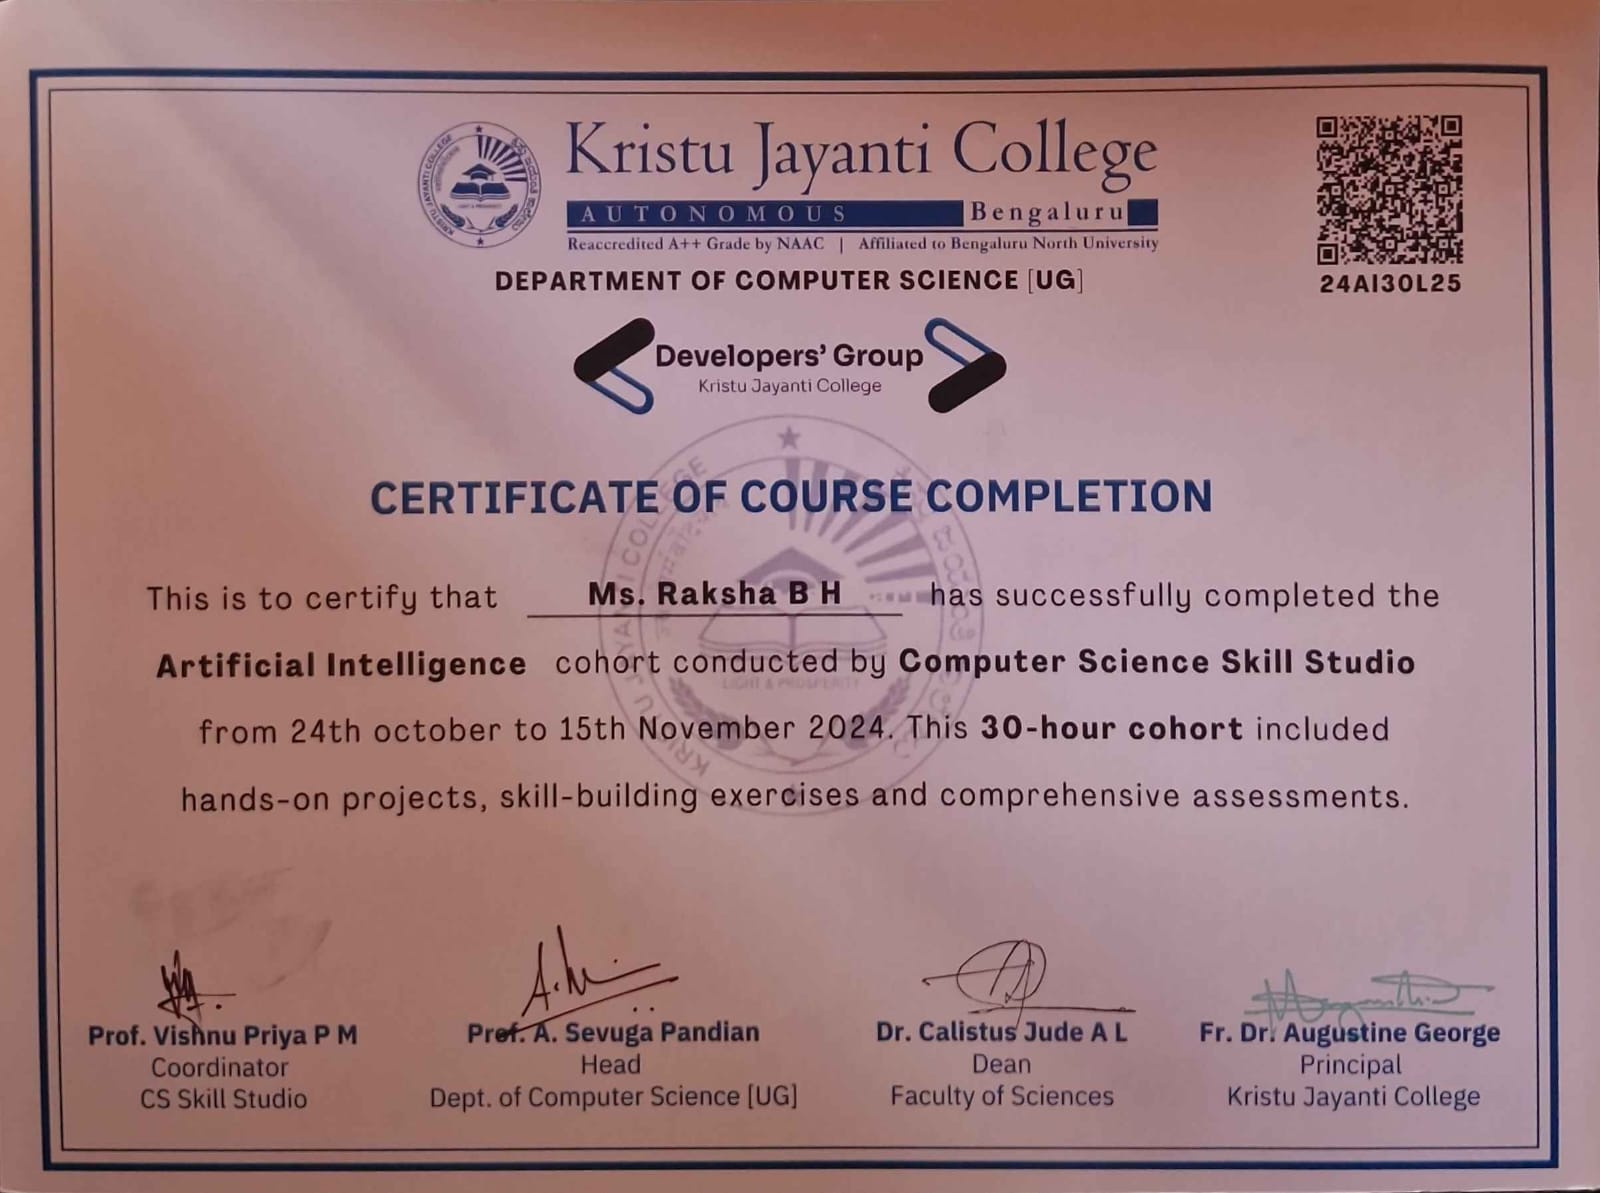 Kristu Jayanti College
AUTONOMOUS Bengaluru
Reaccredited A++ Grade by NAAC | Affiliated to Bengaluru North University
DEPARTMENT OF COMPUTER SCIENCE [UG]
24AI30L25
Developers' Group
Kristu Jayanti College
CERTIFICATE OF COURSE COMPLETION
This is to certify that Ms. Raksha B H has successfully completed the
Artificial Intelligence cohort conducted by Computer Science Skill Studio
from 24th october to 15th November 2024. This 30-hour cohort included
hands-on projects, skill-building exercises and comprehensive assessments.
KRISTU JAYANTI COLLEGE
LIGHT & PROSPERITY
Prof. Vishnu Priya P M
Coordinator
CS Skill Studio
Prof. A. Sevuga Pandian
Head
Dept. of Computer Science [UG]
Dr. Calistus Jude A L
Dean
Faculty of Sciences
Fr. Dr. Augustine George
Principal
Kristu Jayanti College